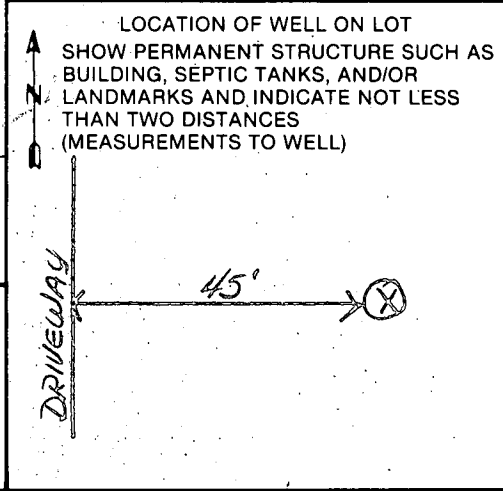 LOCATION OF WELL ON LOT
SHOW PERMANENT STRUCTURE SUCH AS
BUILDING, SEPTIC TANKS, AND/OR
N LANDMARKS AND INDICATE NOT LESS
THAN TWO DISTANCES
(MEASUREMENTS TO WELL)
45'
X
DRIVEWAY